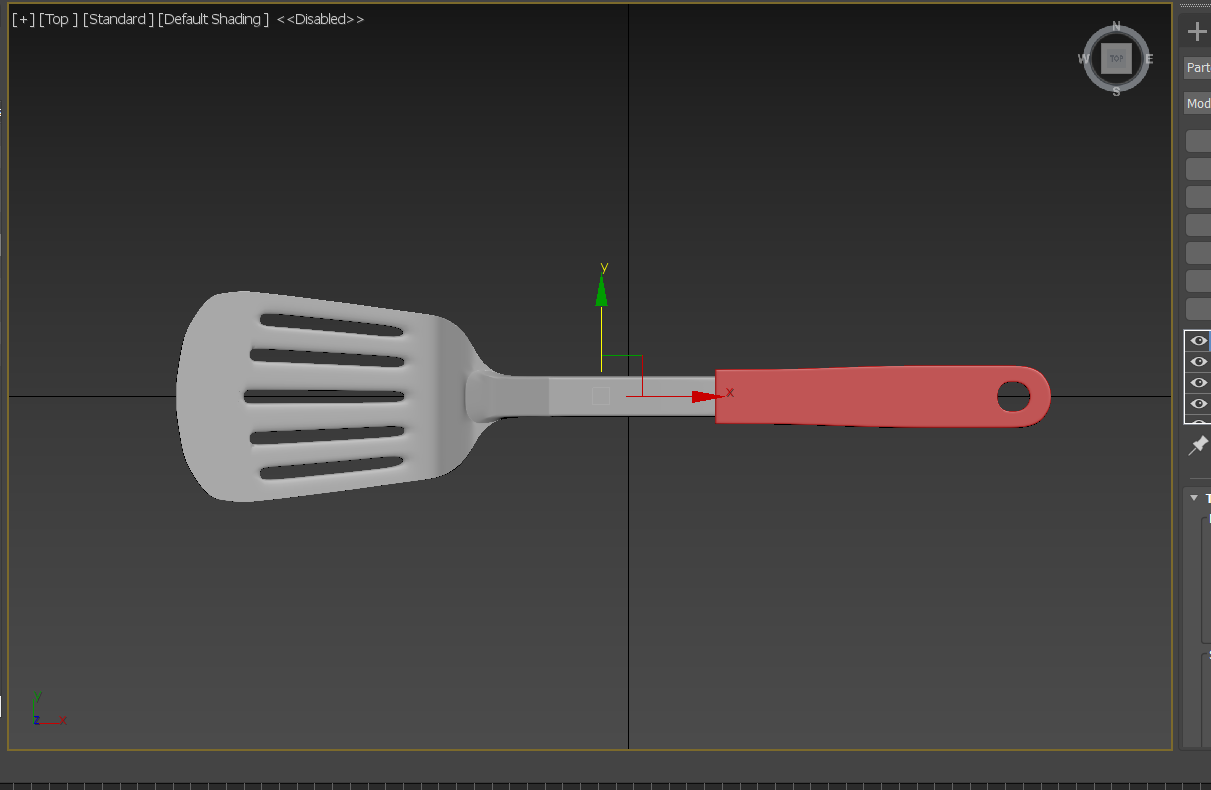 [+] [Top ] [Standard ] [Default Shading ] <<Disabled>>
N
W TOP E
S
Part
Mod
y
x
y
z x